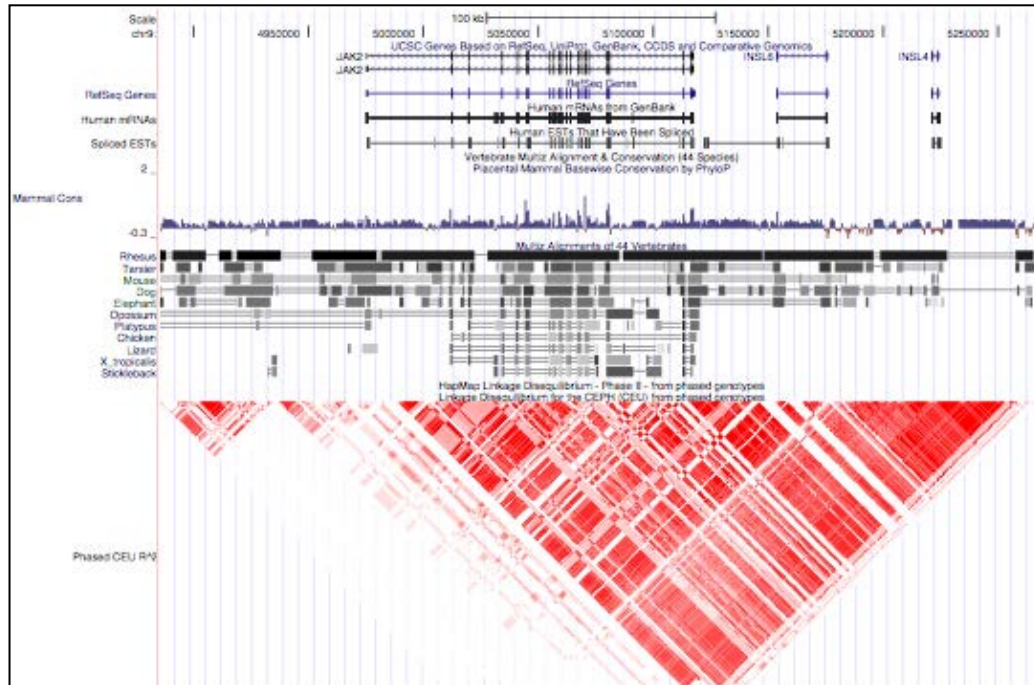 Scale 100 kb
chr9: 4950000 5000000 5050000 5100000 5150000 5200000 5250000
UCSC Genes Based on RefSeq, UniProt, GenBank, CCDS and Comparative Genomics
JAK2 INSL6 INSL4
JAK2
RefSeq Genes
RefSeq Genes
Human mRNAs from GenBank
Human mRNAs
Human ESTs That Have Been Spliced
Spliced ESTs
Vertebrate Multiz Alignment & Conservation (44 Species)
Placental Mammal Basewise Conservation by PhyloP
2 _
Mammal Cons
-0.3 _
Multiz Alignments of 44 Vertebrates
Rhesus
Tarsier
Mouse
Dog
Elephant
Opossum
Platypus
Chicken
Lizard
X_tropicalis
Stickleback
HapMap Linkage Disequilibrium - Phase II - from phased genotypes
Linkage Disequilibrium for the CEPH (CEU) from phased genotypes
Phased CEU R^2